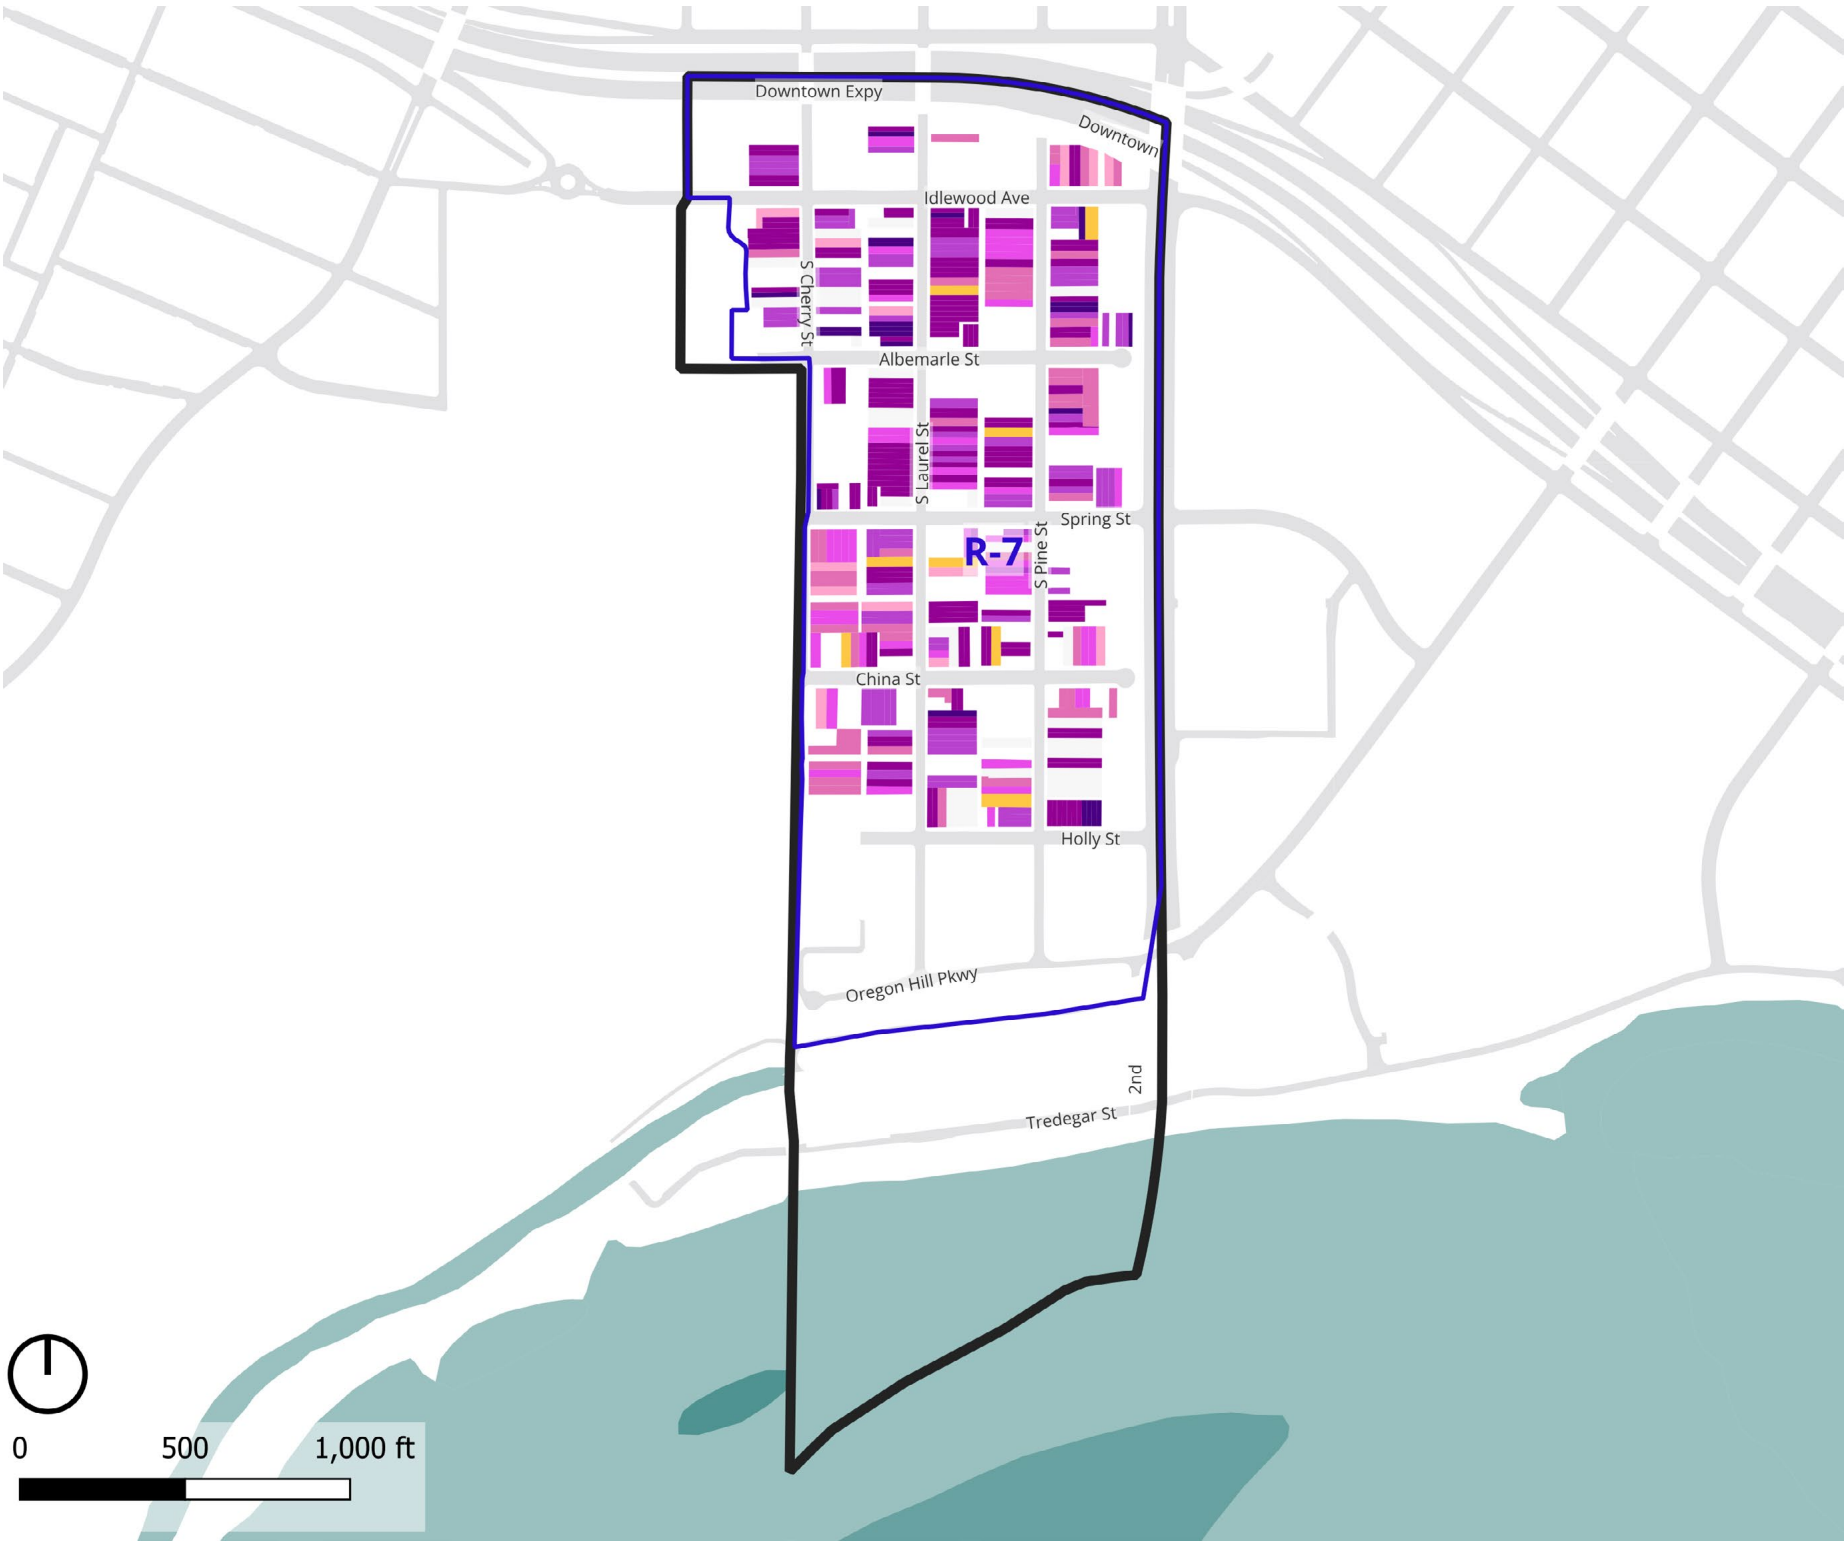 Downtown Expy
Downtown
Idlewood Ave
S Cherry St
Albemarle St
S Laurel St
Spring St
R-7
S Pine St
China St
Holly St
Oregon Hill Pkwy
2nd
Tredegar St
0 500 1,000 ft